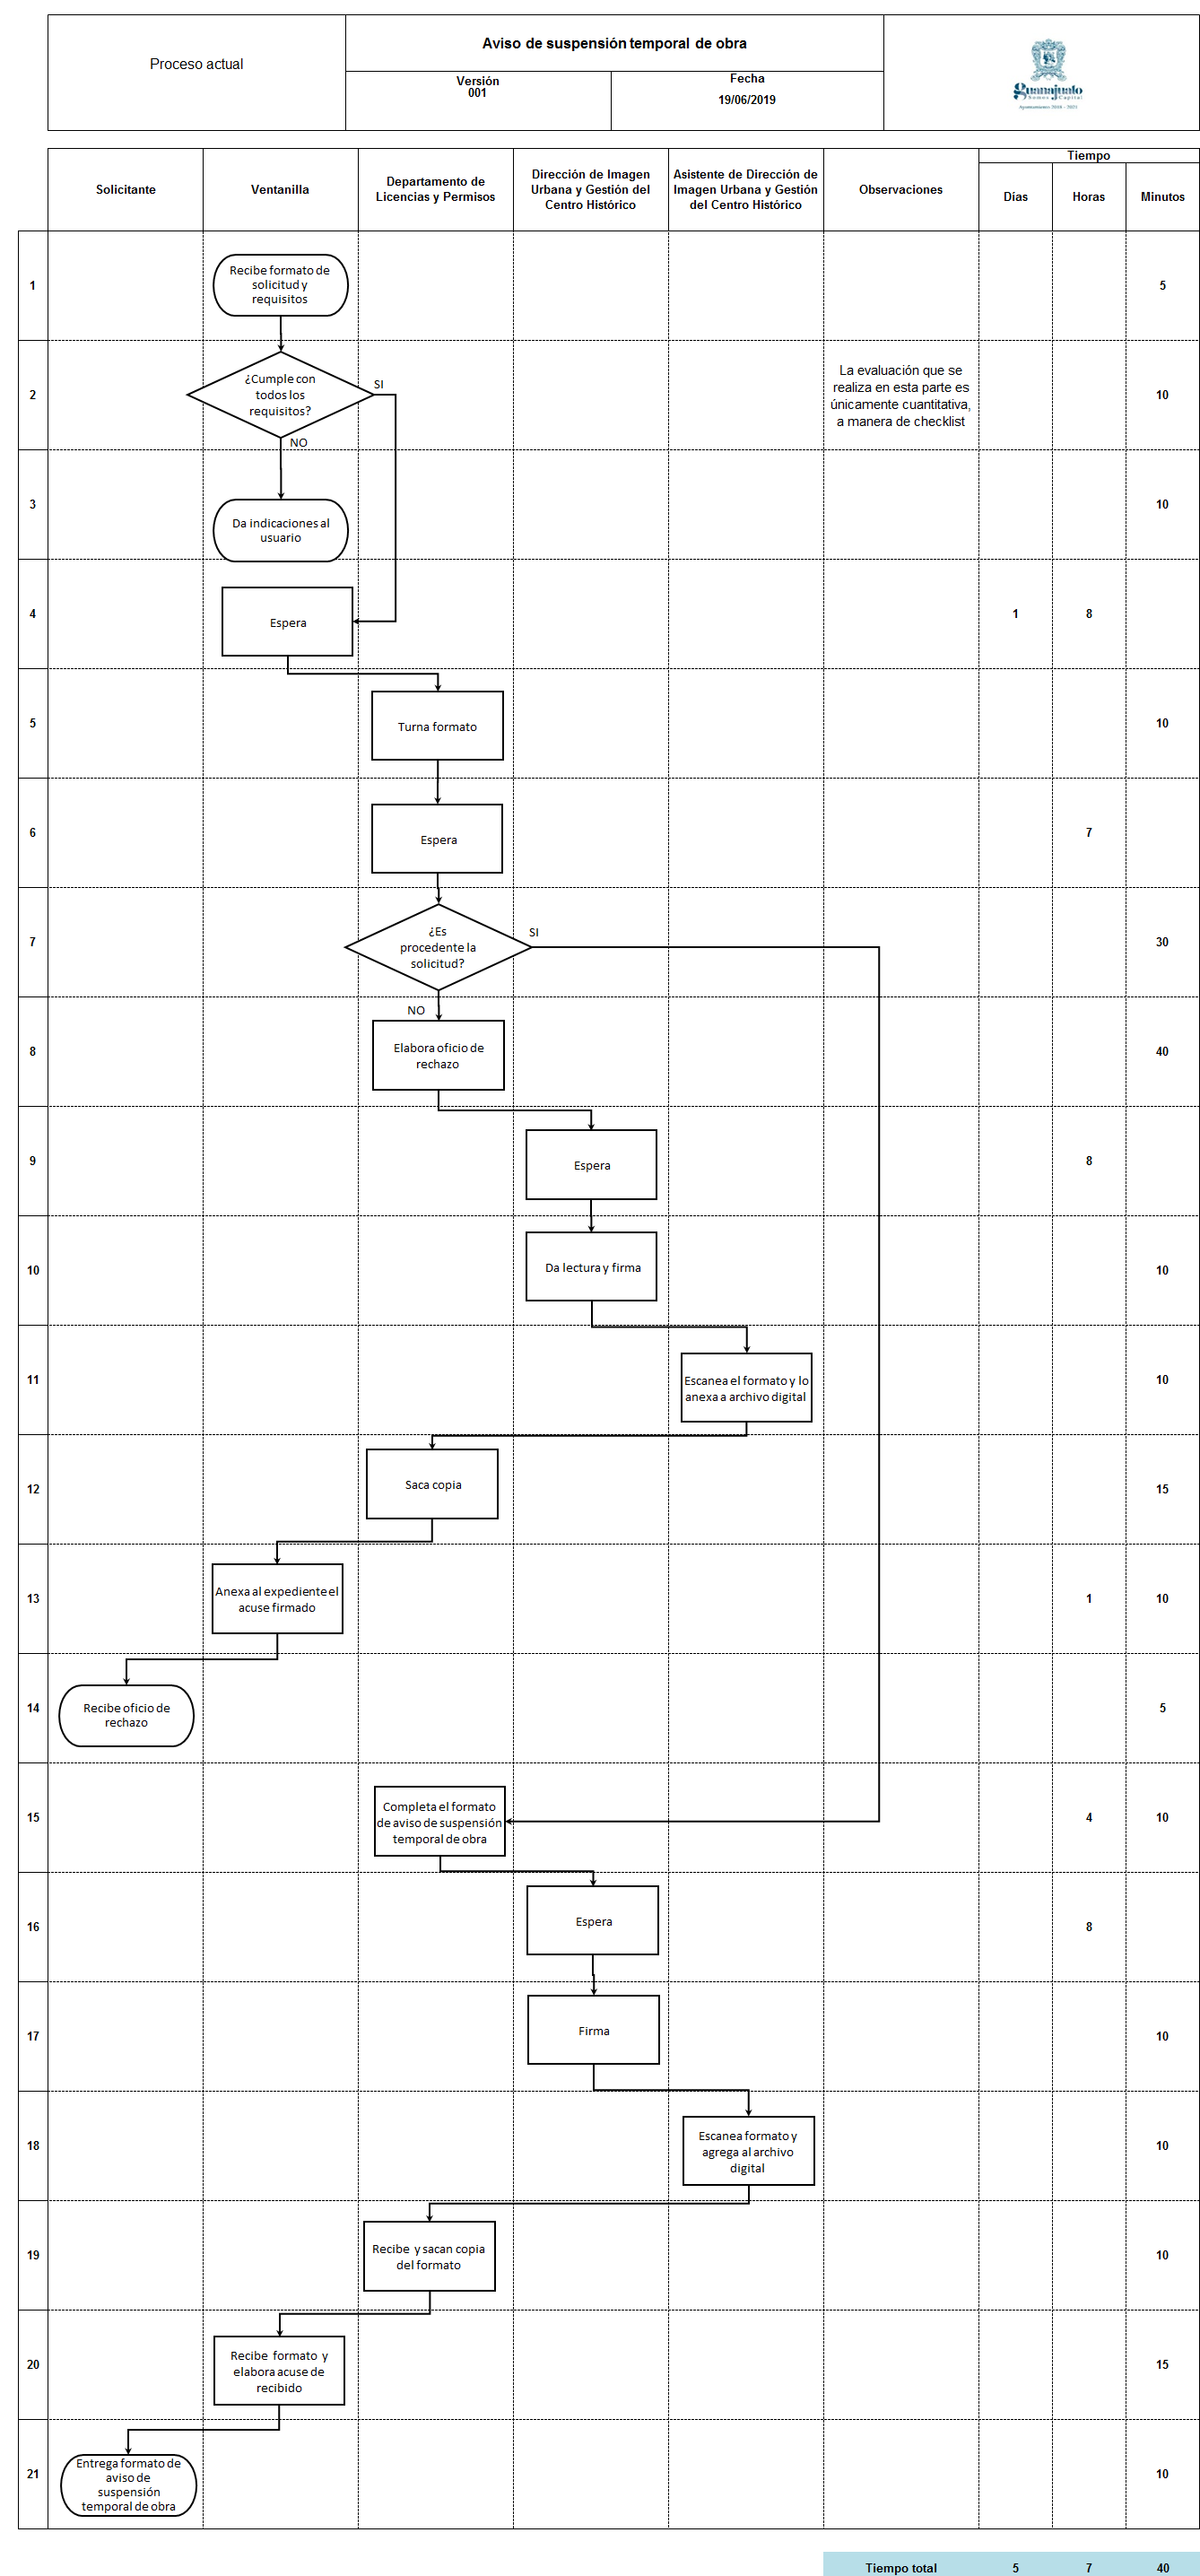 Proceso actual
Aviso de suspensión temporal de obra
Versión
001
Fecha
19/06/2019
Guanajuato
Somos Capital
Ayuntamiento 2018 - 2021
Solicitante
Ventanilla
Departamento de
Licencias y Permisos
Dirección de Imagen
Urbana y Gestión del
Centro Histórico
Asistente de Dirección de
Imagen Urbana y Gestión
del Centro Histórico
Observaciones
Tiempo
Días
Horas
Minutos
1
Recibe formato de
solicitud y
requisitos
5
2
¿Cumple con
todos los
requisitos?
SI
NO
La evaluación que se
realiza en esta parte es
únicamente cuantitativa,
a manera de checklist
10
3
Da indicaciones al
usuario
10
4
Espera
1
8
5
Turna formato
10
6
Espera
7
7
¿Es
procedente la
solicitud?
SI
NO
30
8
Elabora oficio de
rechazo
40
9
Espera
8
10
Da lectura y firma
10
11
Escanea el formato y lo
anexa a archivo digital
10
12
Saca copia
15
13
Anexa al expediente el
acuse firmado
1
10
14
Recibe oficio de
rechazo
5
15
Completa el formato
de aviso de suspensión
temporal de obra
4
10
16
Espera
8
17
Firma
10
18
Escanea formato y
agrega al archivo
digital
10
19
Recibe y sacan copia
del formato
10
20
Recibe formato y
elabora acuse de
recibido
15
21
Entrega formato de
aviso de
suspensión
temporal de obra
10
Tiempo total
5
7
40